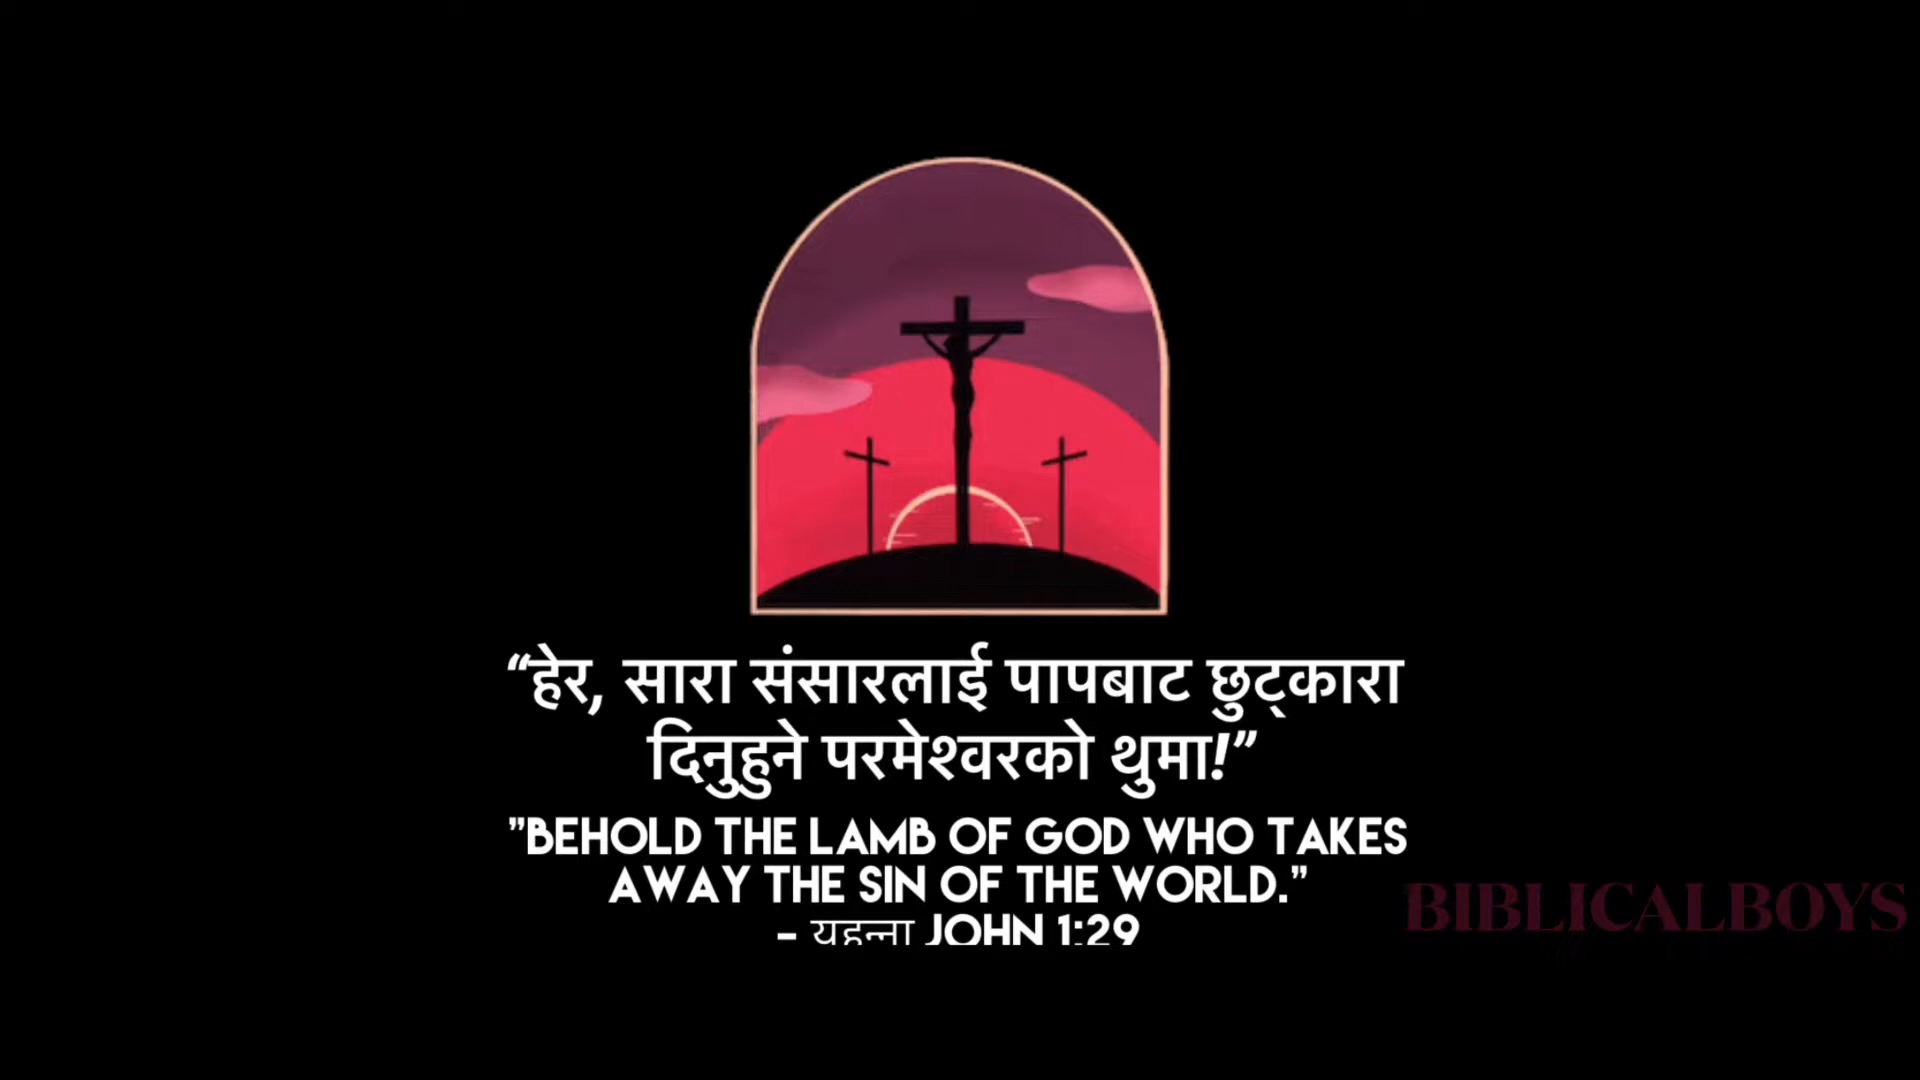 “हेर, सारा संसारलाई पापबाट छुट्कारा
दिनुहुने परमेश्वरको थुमा!”
"BEHOLD THE LAMB OF GOD WHO TAKES
AWAY THE SIN OF THE WORLD."
- यहन्ना JOHN 1:29
BIBLICALBOYS